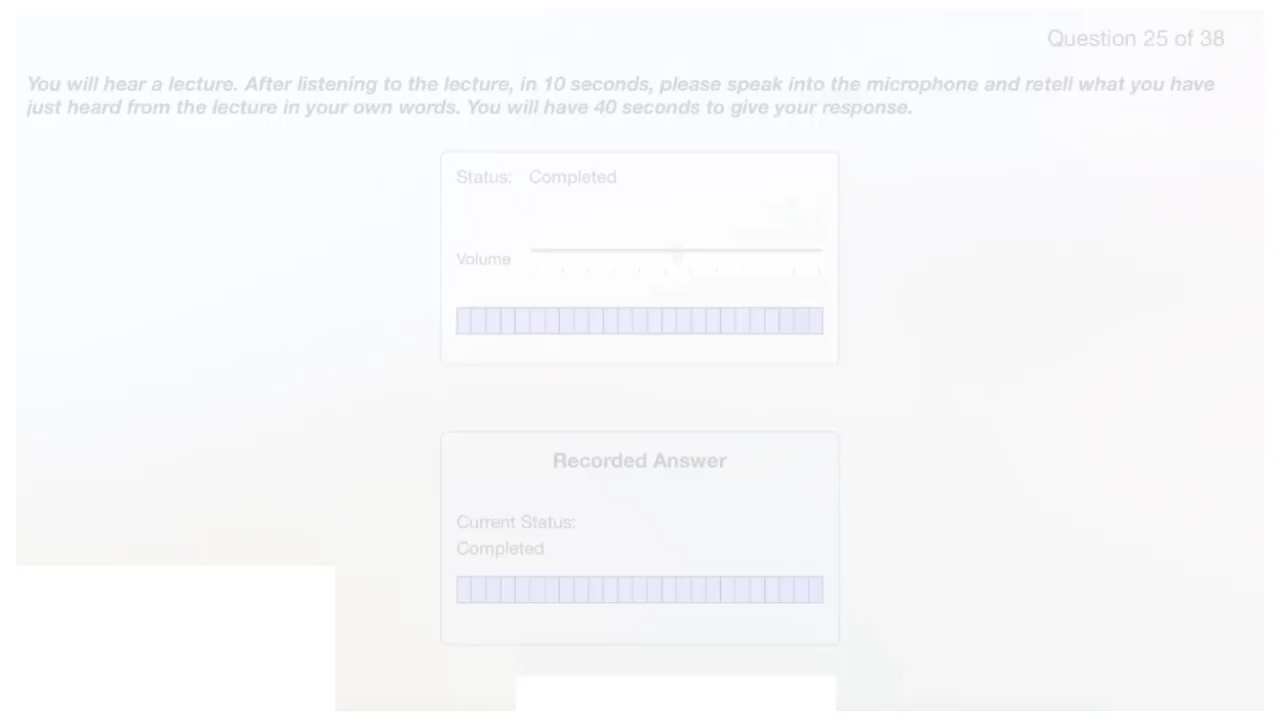 Question 25 of 38
You will hear a lecture. After listening to the lecture, in 10 seconds, please speak into the microphone and retell what you have
just heard from the lecture in your own words. You will have 40 seconds to give your response.
Status: Completed
Volume
Recorded Answer
Current Status:
Completed